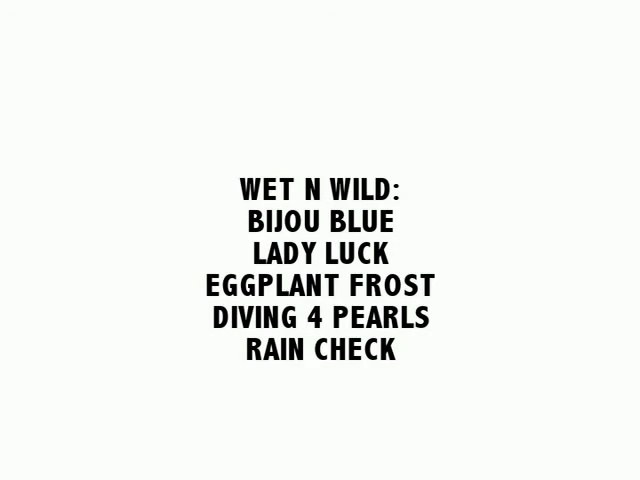 WET N WILD:
BIJOU BLUE
LADY LUCK
EGGPLANT FROST
DIVING 4 PEARLS
RAIN CHECK